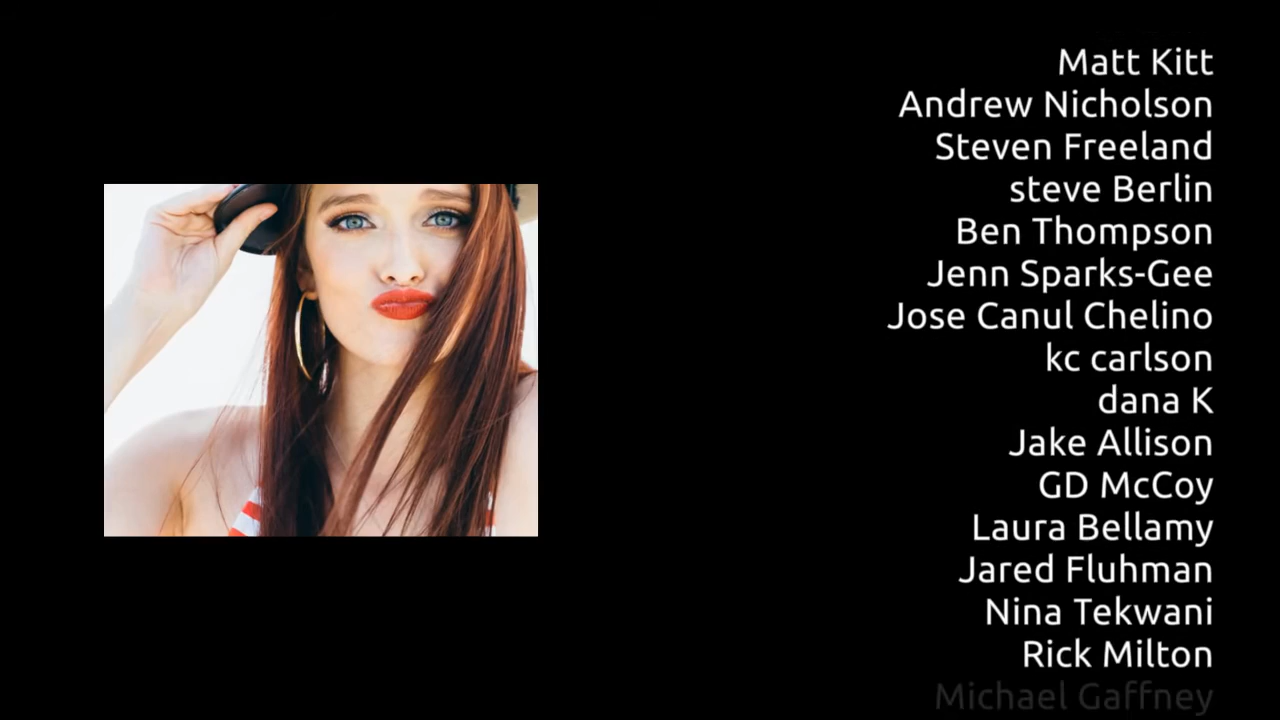 Matt Kitt
Andrew Nicholson
Steven Freeland
steve Berlin
Ben Thompson
Jenn Sparks-Gee
Jose Canul Chelino
kc carlson
dana K
Jake Allison
GD McCoy
Laura Bellamy
Jared Fluhman
Nina Tekwani
Rick Milton
Michael Gaffney